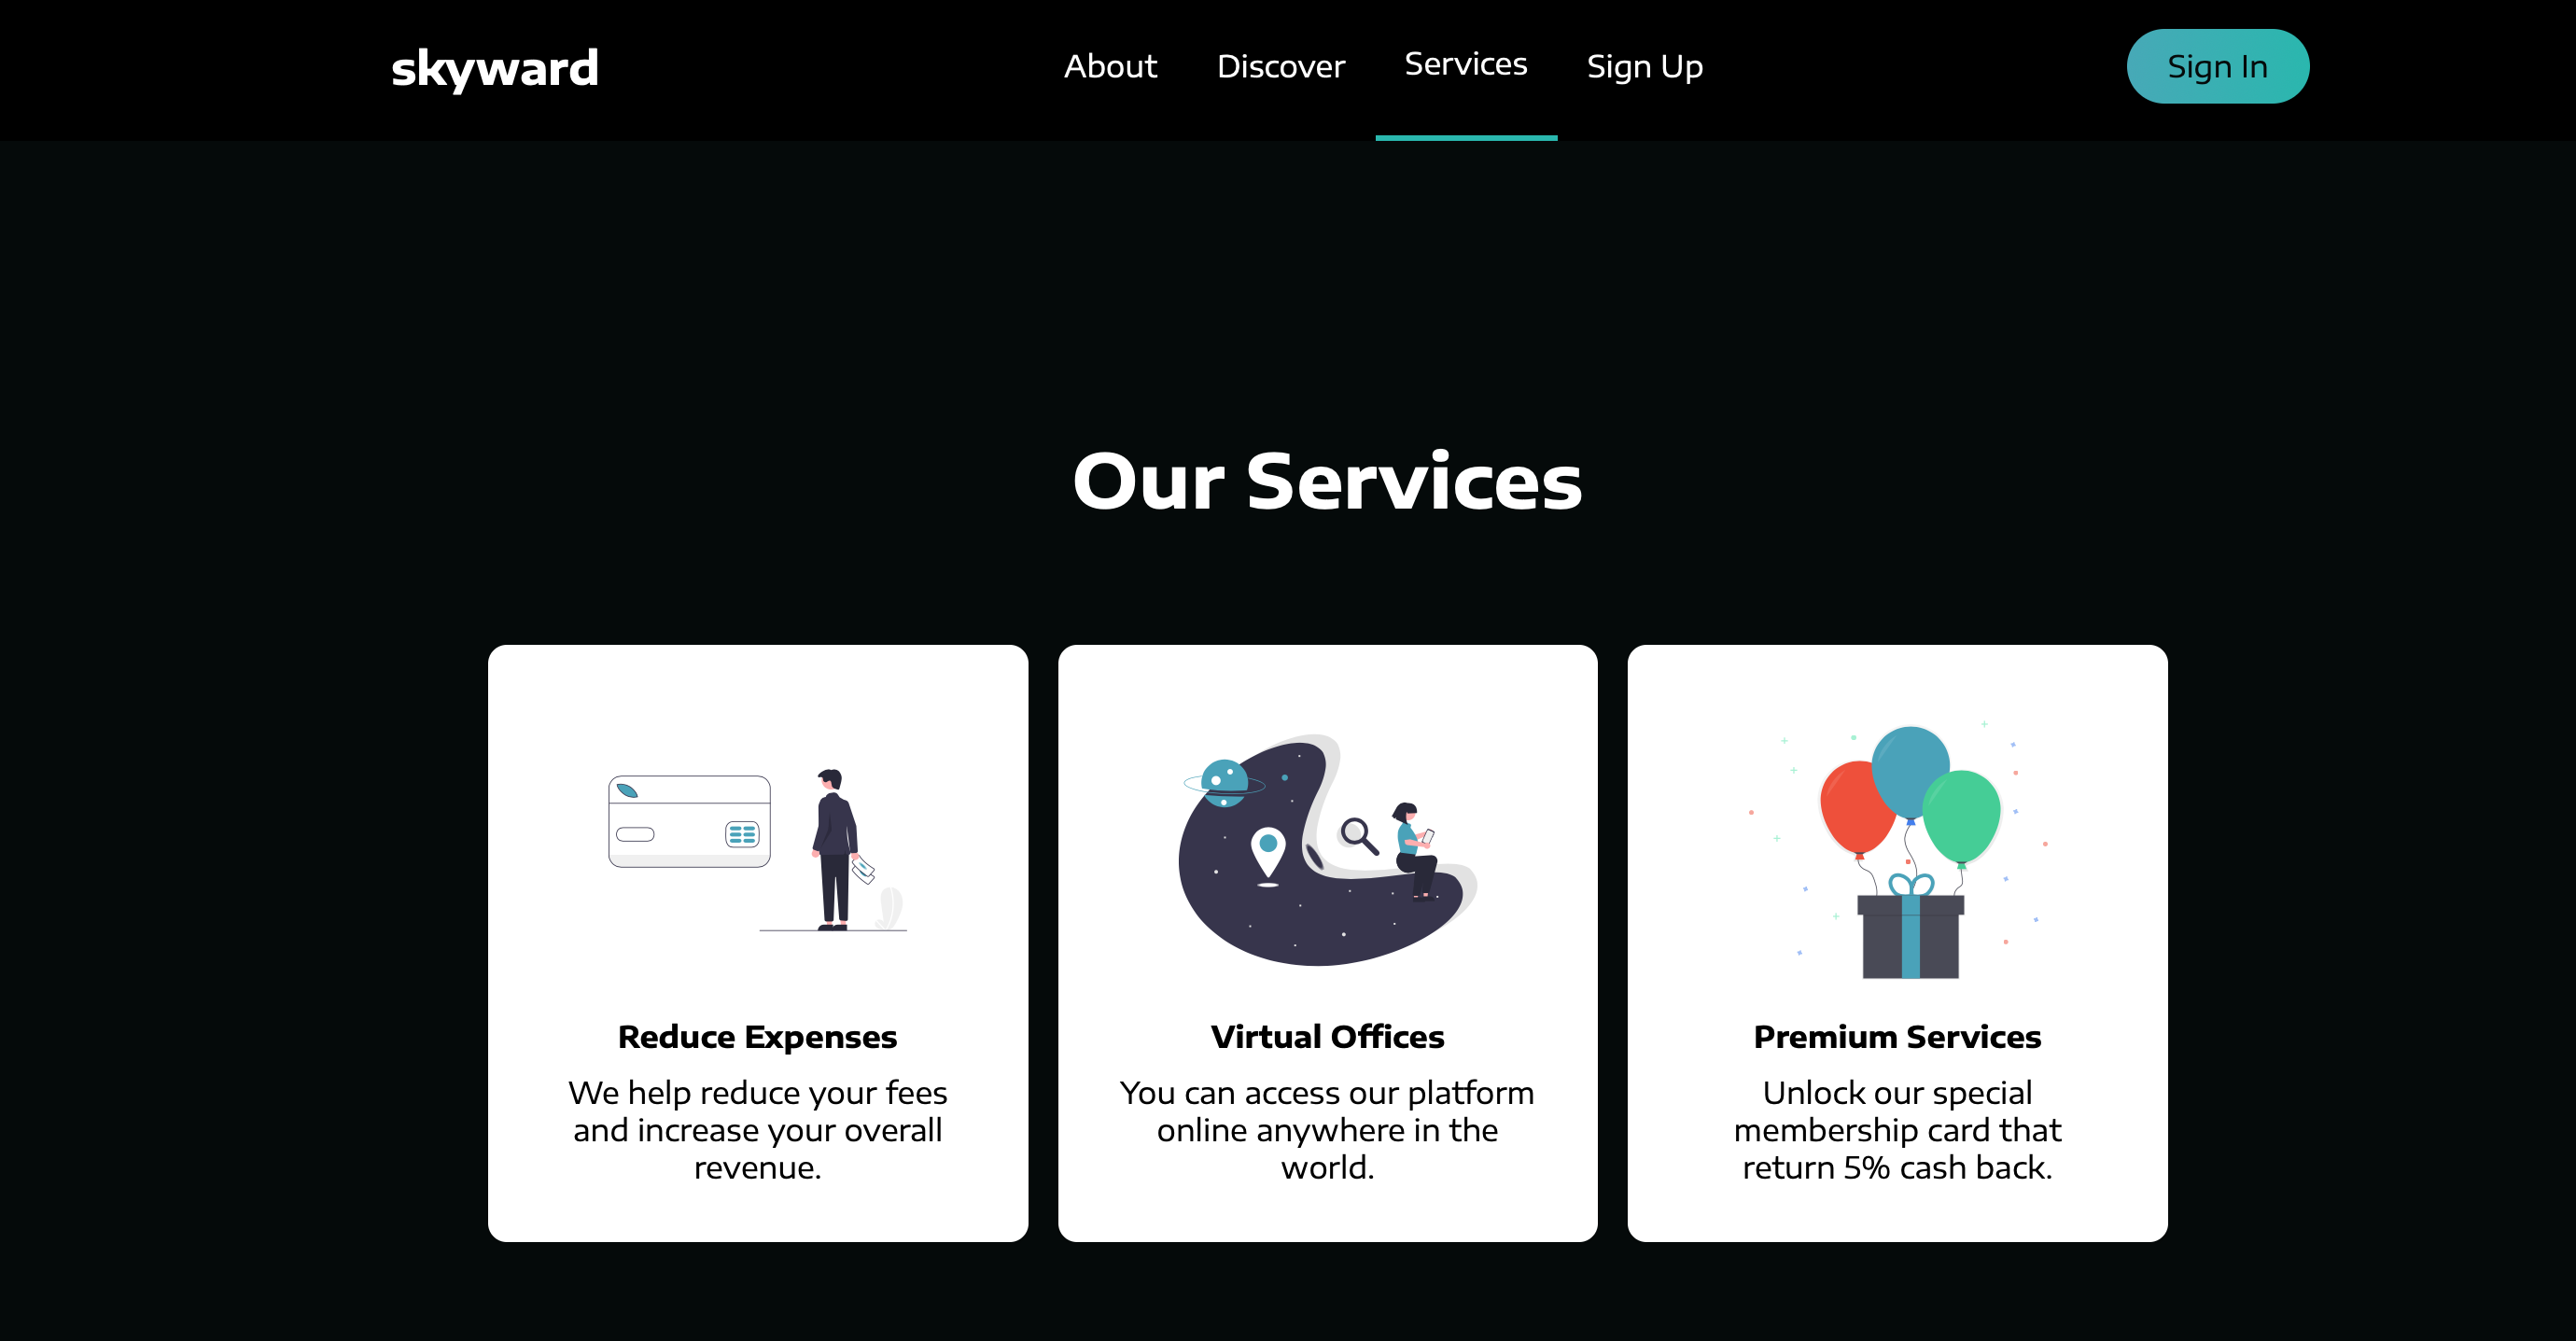 skyward
About Discover Services Sign Up
Sign In
Our Services
Reduce Expenses
We help reduce your fees
and increase your overall
revenue.
Virtual Offices
You can access our platform
online anywhere in the
world.
Premium Services
Unlock our special
membership card that
return 5% cash back.